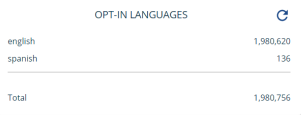 OPT-IN LANGUAGES
english 1,980,620
spanish 136
Total 1,980,756